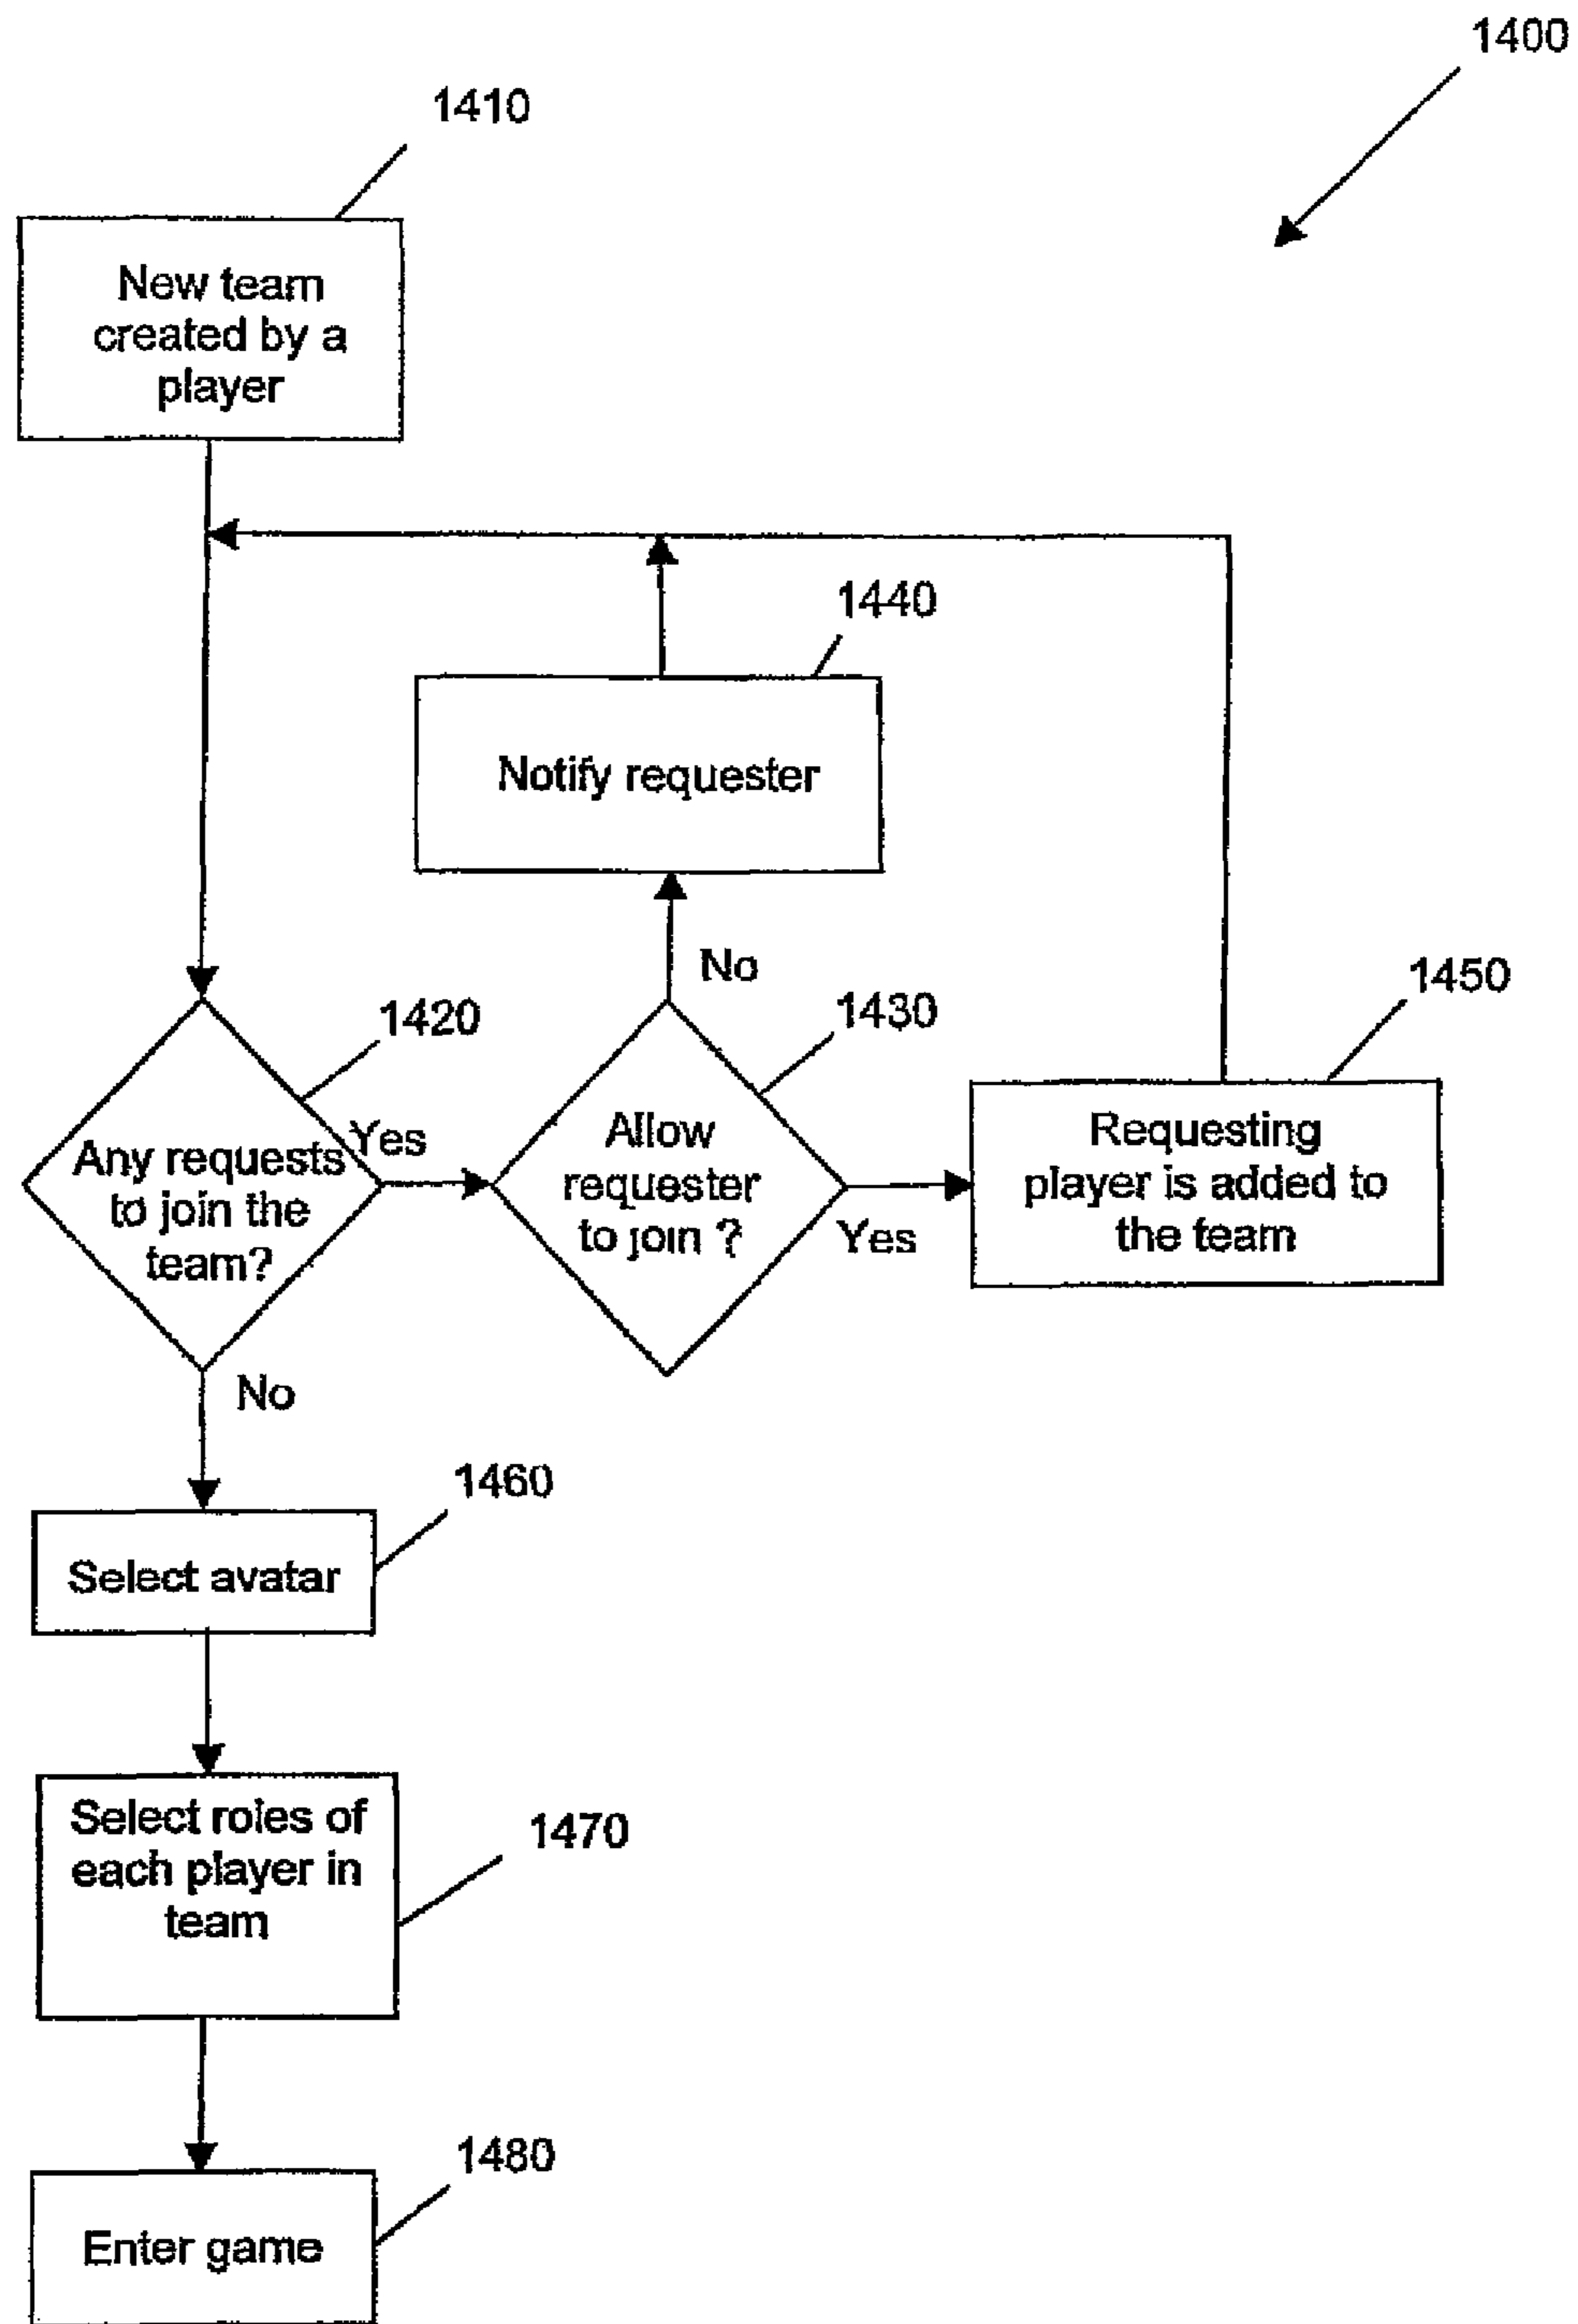 1400
1410
New team
created by a
player
1440
Notify requester
No
1420
1430
1450
Any requests
to join the
team?
Yes
Allow
requester
to join ?
Yes
Requesting
player is added to
the team
No
1460
Select avatar
1470
Select roles of
each player in
team
1480
Enter game